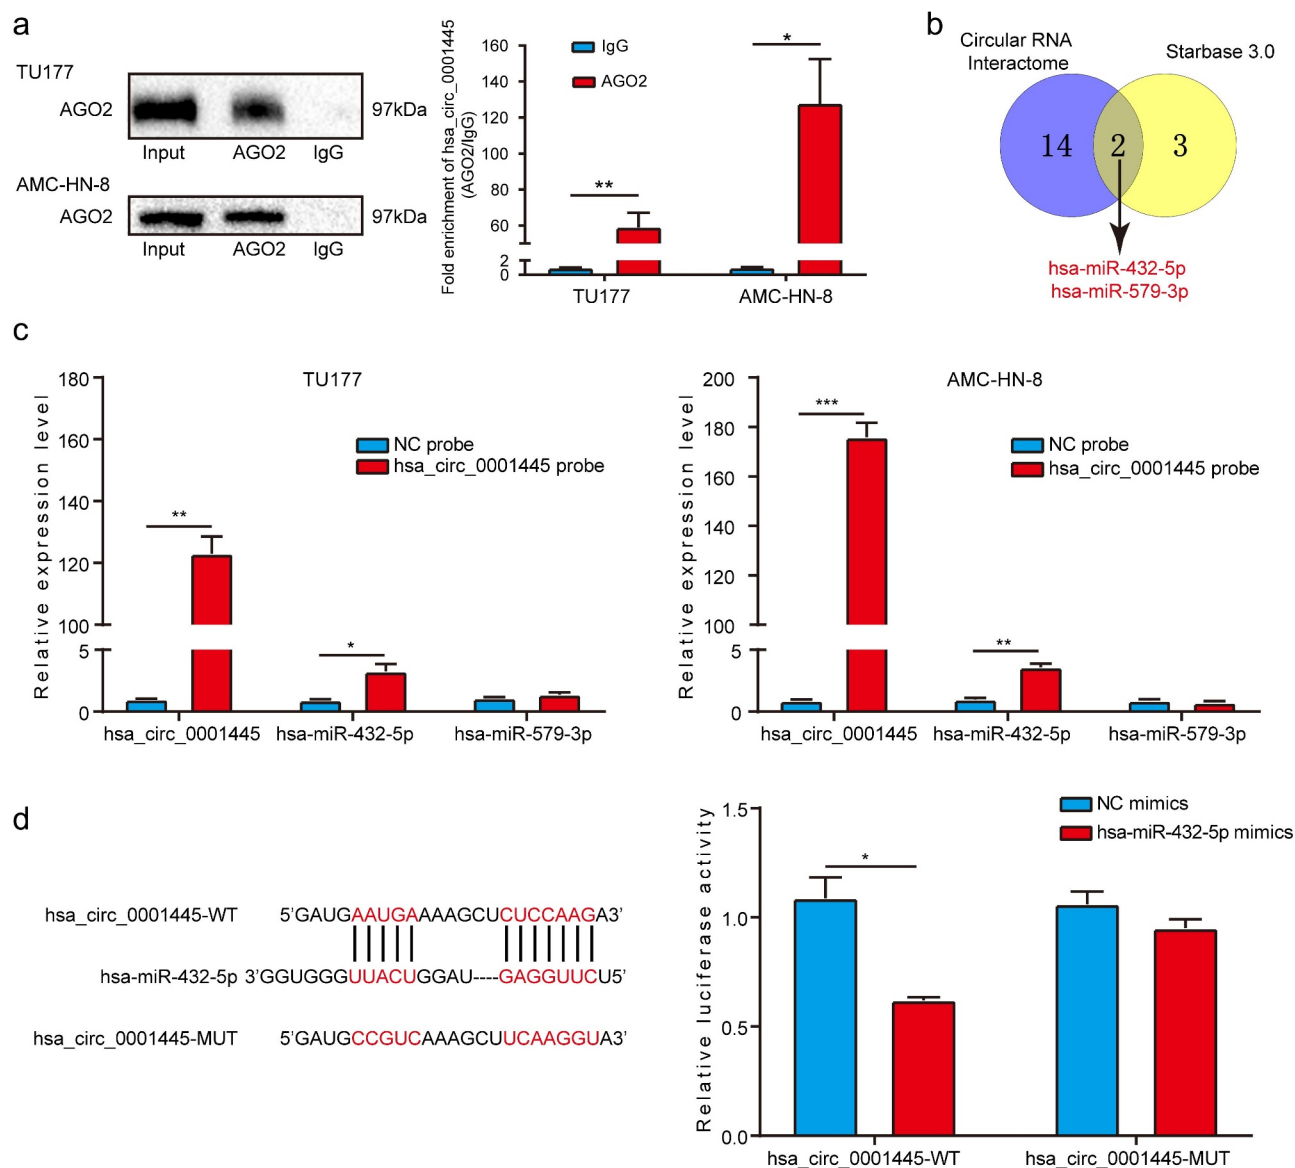 a
TU177
AGO2
97kDa
Input AGO2 IgG
AMC-HN-8
AGO2
97kDa
Input AGO2 IgG
Fold enrichment of hsa_circ_0001445
(AGO2/IgG)
160
140
120
100
80
60
2
0
IgG
AGO2
**
*
TU177 AMC-HN-8
b
Circular RNA
Interactome
Starbase 3.0
14 2 3
hsa-miR-432-5p
hsa-miR-579-3p
c
TU177
Relative expression level
180
160
140
120
100
5
0
NC probe
hsa_circ_0001445 probe
**
*
hsa_circ_0001445 hsa-miR-432-5p hsa-miR-579-3p
AMC-HN-8
Relative expression level
200
180
160
140
120
100
5
0
NC probe
hsa_circ_0001445 probe
***
**
hsa_circ_0001445 hsa-miR-432-5p hsa-miR-579-3p
d
hsa_circ_0001445-WT 5'GAUGAAUGAAAAGCUCUCCAAGA3'
hsa-miR-432-5p 3'GGUGGGUUACUGGAU----GAGGUUCU5'
hsa_circ_0001445-MUT 5'GAUGCCGUCAAAGCUUCAAGGUA3'
Relative luciferase activity
1.5
1.0
0.5
0.0
NC mimics
hsa-miR-432-5p mimics
*
hsa_circ_0001445-WT hsa_circ_0001445-MUT